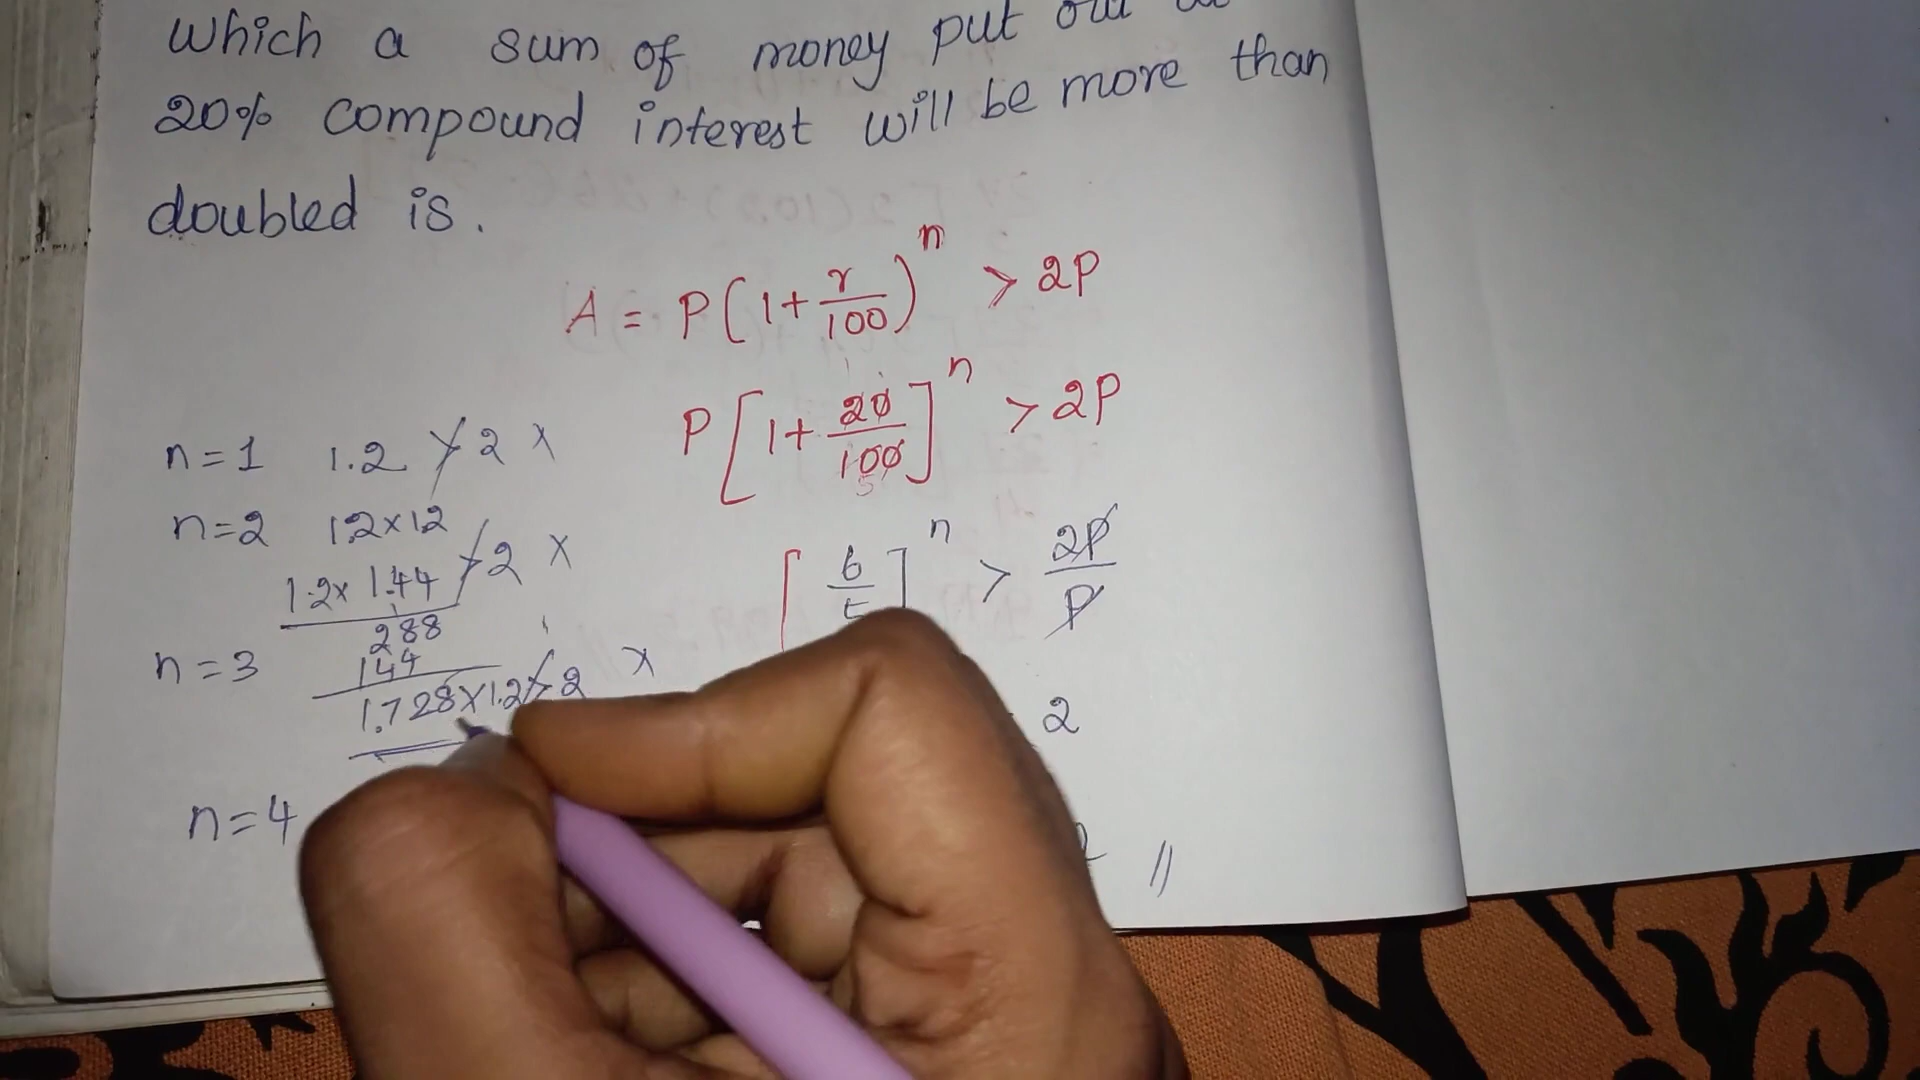 which a sum of money put
20% compound interest will be more than
doubled is.
A = P(1+r/100)^n > 2P
P[1+20/100]^n > 2P
5
n=1 1.2 ≯ 2 x
n=2 1.2×1.2
1.2× 1.44 ≯ 2 x
288
144
n=3 1.728×1.2 ≯ 2 x
[6/5]^n > 2P/P
2
n=4